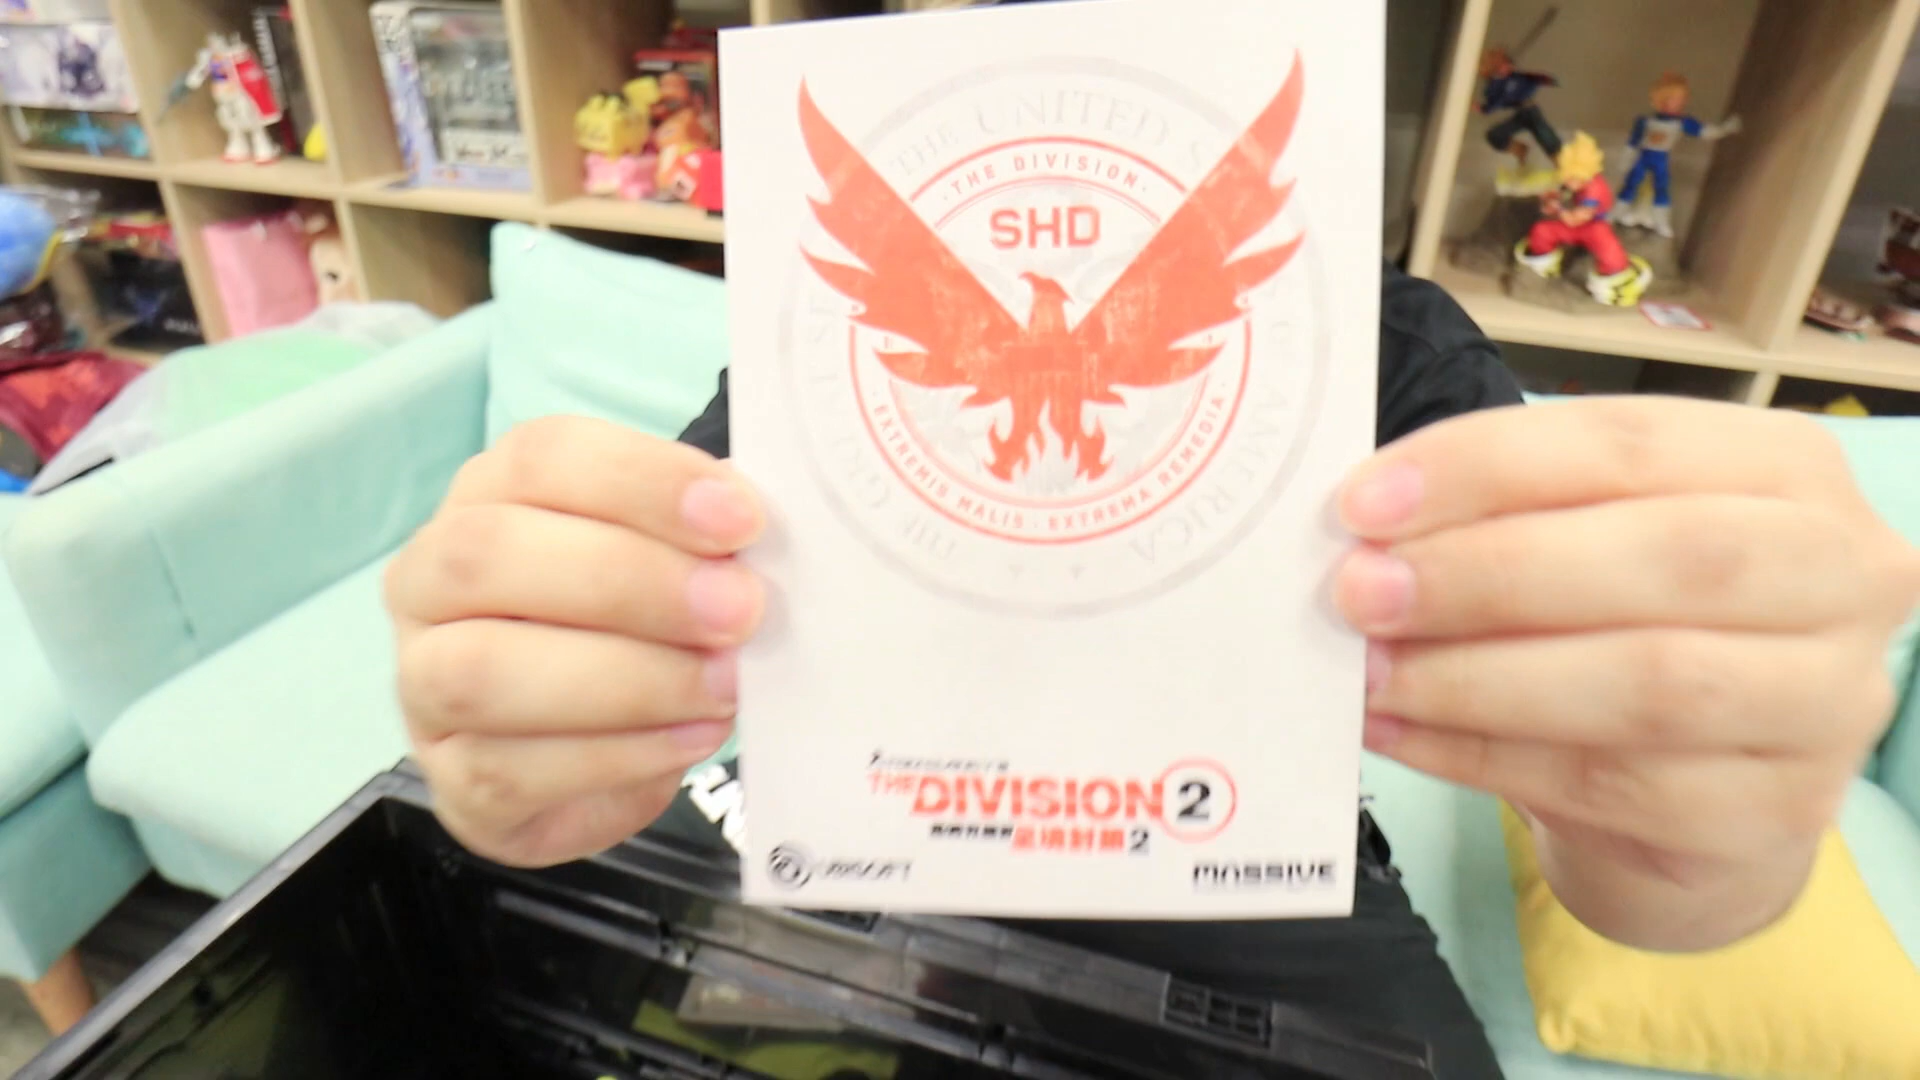 THE UNITED
OF AMERICA
·THE DIVISION·
SHD
·EXTREMIS MALIS·EXTREMA REMEDIA·
THE
DIVISION 2
全境封鎖2
UBISOFT
MASSIVE